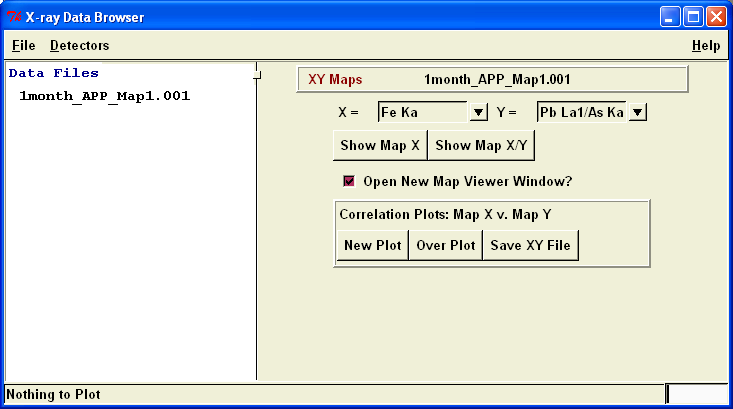 X-ray Data Browser
File Detectors Help
Data Files
1month_APP_Map1.001
XY Maps 1month_APP_Map1.001
X = Fe Ka Y = Pb La1/As Ka
Show Map X Show Map X/Y
Open New Map Viewer Window?
Correlation Plots: Map X v. Map Y
New Plot Over Plot Save XY File
Nothing to Plot